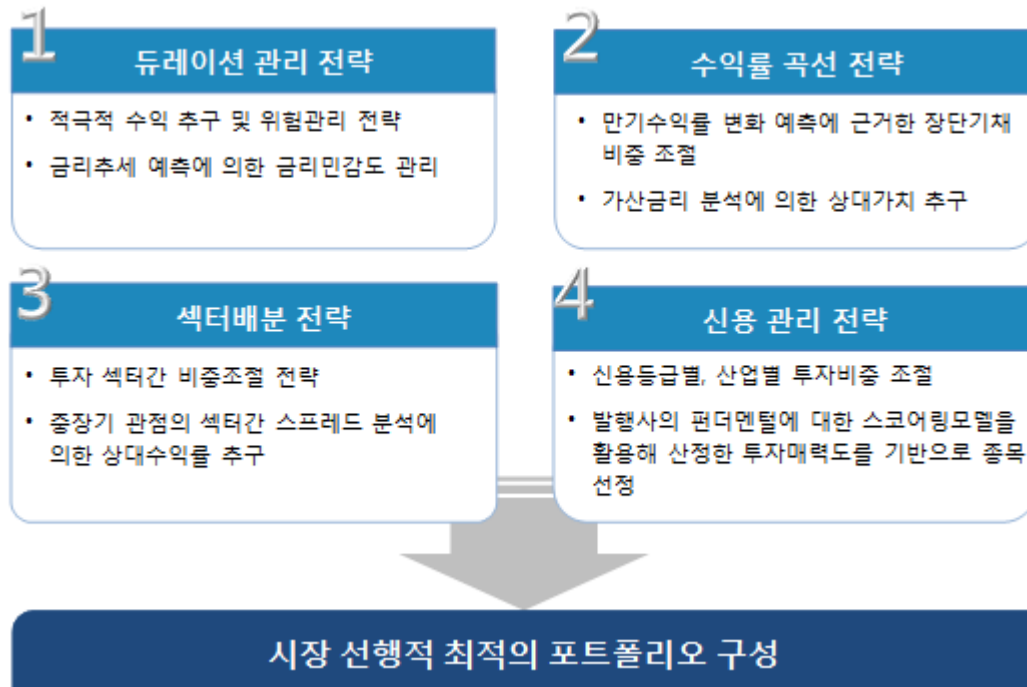 1
듀레이션 관리 전략
• 적극적 수익 추구 및 위험관리 전략
• 금리추세 예측에 의한 금리민감도 관리
2
수익률 곡선 전략
• 만기수익률 변화 예측에 근거한 장단기채
비중 조절
• 가산금리 분석에 의한 상대가치 추구
3
섹터배분 전략
• 투자 섹터간 비중조절 전략
• 중장기 관점의 섹터간 스프레드 분석에
의한 상대수익률 추구
4
신용 관리 전략
• 신용등급별, 산업별 투자비중 조절
• 발행사의 펀더멘털에 대한 스코어링모델을
활용해 산정한 투자매력도를 기반으로 종목
선정
시장 선행적 최적의 포트폴리오 구성